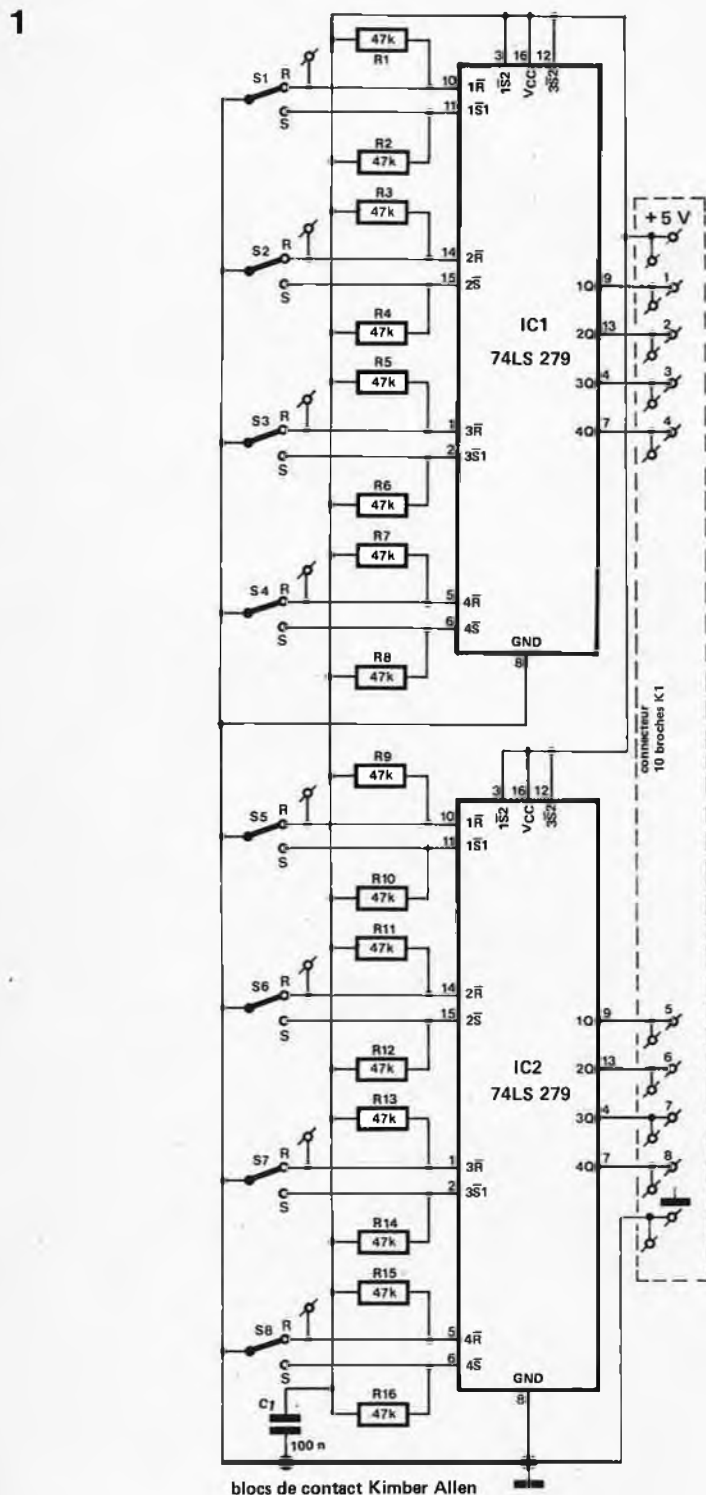 1
47k
R1
3 16 12
1S̅2 VCC 3S̅2
S1 R
S
10 1R̅
11 1S̅1
R2
47k
R3
47k
+5 V
S2 R
S
14 2R̅
15 2S̅
1Q 9 1
R4
47k
IC1
74LS 279
2Q 13 2
R5
47k
3Q 4 3
S3 R
S
1 3R̅
2 3S̅1
4Q 7 4
R6
47k
R7
47k
S4 R
S
5 4R̅
6 4S̅
GND
8
R8
47k
connecteur
10 broches K1
R9
47k
3 16 12
1S̅2 VCC 3S̅2
S5 R
S
10 1R̅
11 1S̅1
R10
47k
R11
47k
S6 R
S
14 2R̅
15 2S̅
1Q 9 5
R12
47k
IC2
74LS 279
2Q 13 6
R13
47k
3Q 4 7
S7 R
S
1 3R̅
2 3S̅1
4Q 7 8
R14
47k
R15
47k
S8 R
S
5 4R̅
6 4S̅
GND
8
C1
100 n
R16
47k
blocs de contact Kimber Allen